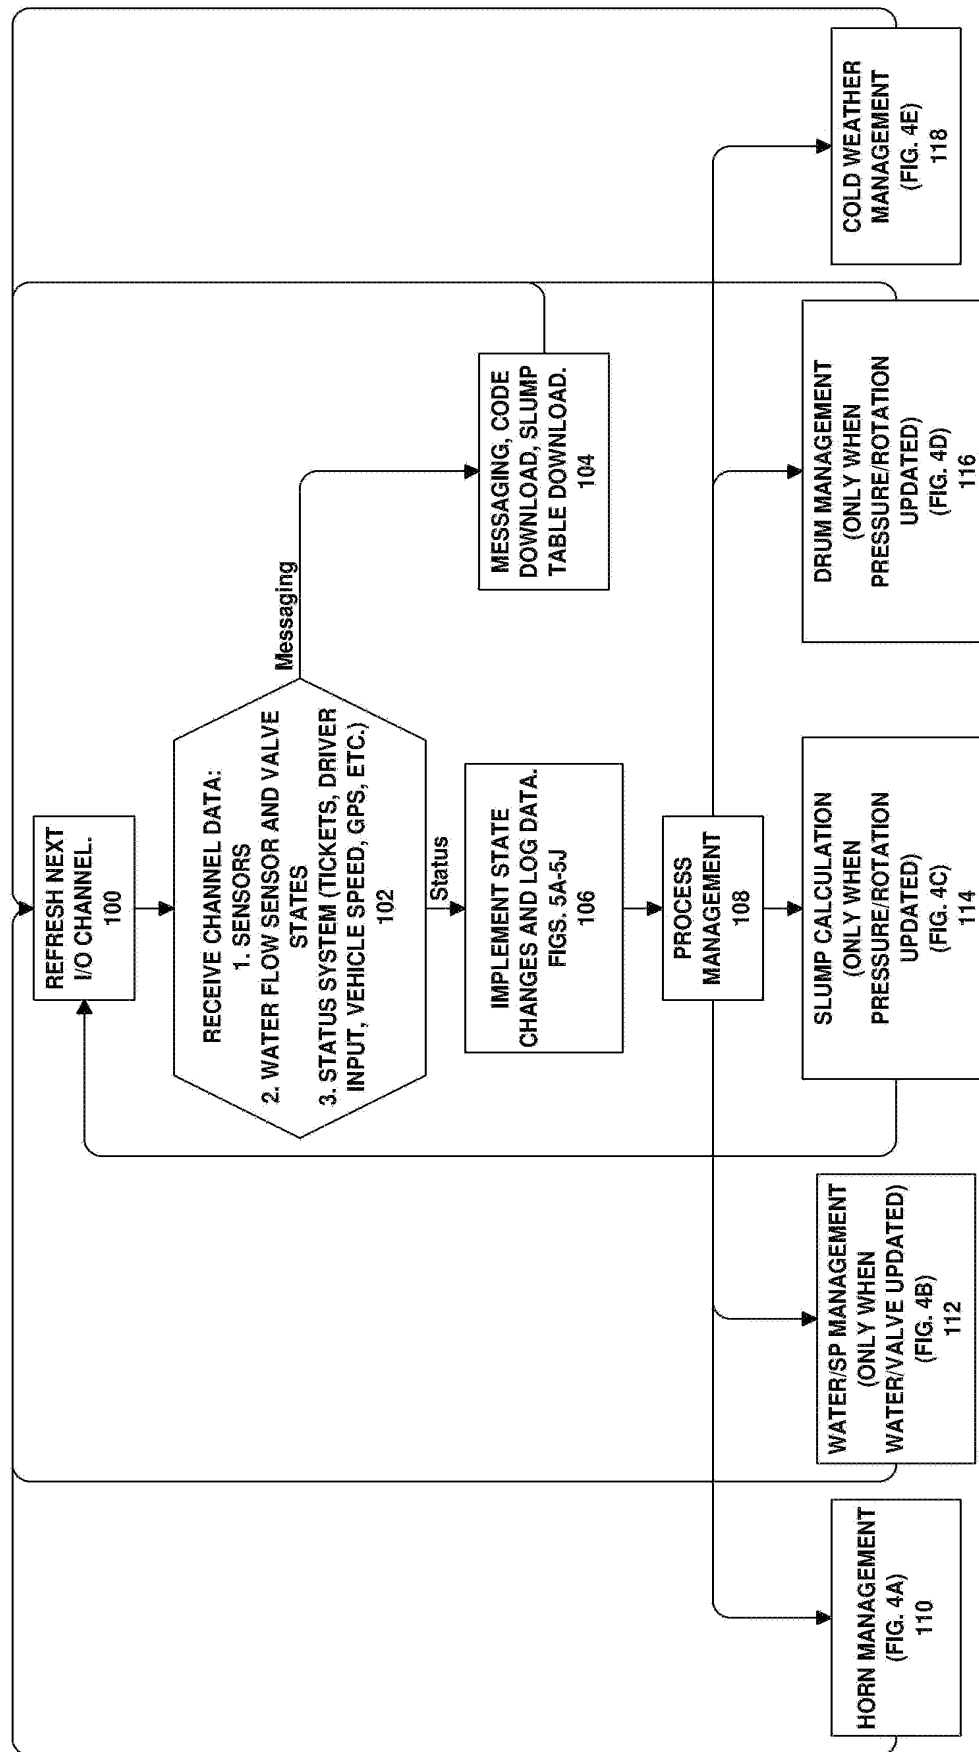 REFRESH NEXT
I/O CHANNEL.
100
RECEIVE CHANNEL DATA:
1. SENSORS
2. WATER FLOW SENSOR AND VALVE
STATES
3. STATUS SYSTEM (TICKETS, DRIVER
INPUT, VEHICLE SPEED, GPS, ETC.)
102
Messaging
Status
MESSAGING, CODE
DOWNLOAD, SLUMP
TABLE DOWNLOAD.
104
IMPLEMENT STATE
CHANGES AND LOG DATA.
FIGS. 5A-5J
106
PROCESS
MANAGEMENT
108
HORN MANAGEMENT
(FIG. 4A)
110
WATER/SP MANAGEMENT
(ONLY WHEN
WATER/VALVE UPDATED)
(FIG. 4B)
112
SLUMP CALCULATION
(ONLY WHEN
PRESSURE/ROTATION
UPDATED)
(FIG. 4C)
114
DRUM MANAGEMENT
(ONLY WHEN
PRESSURE/ROTATION
UPDATED)
(FIG. 4D)
116
COLD WEATHER
MANAGEMENT
(FIG. 4E)
118